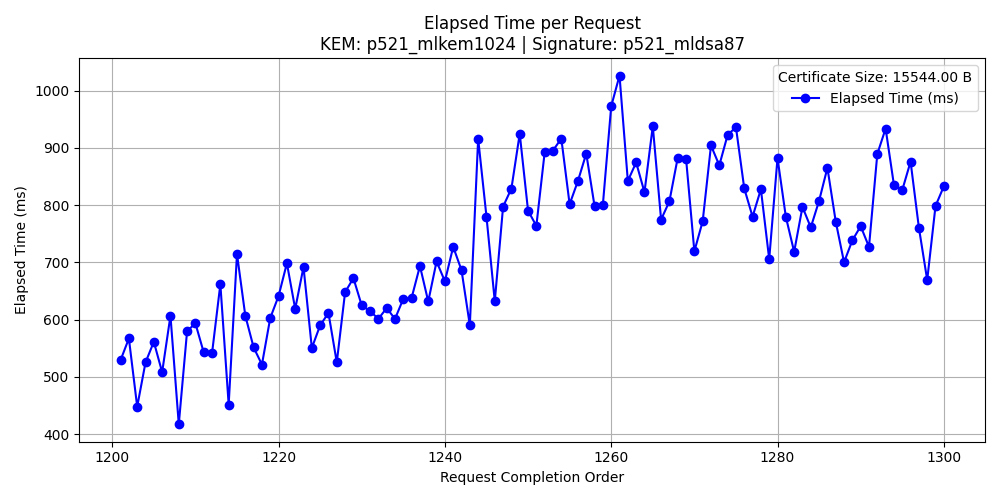 Elapsed Time per Request
KEM: p521_mlkem1024 | Signature: p521_mldsa87
Certificate Size: 15544.00 B
Elapsed Time (ms)
Elapsed Time (ms)
1000
900
800
700
600
500
400
1200 1220 1240 1260 1280 1300
Request Completion Order